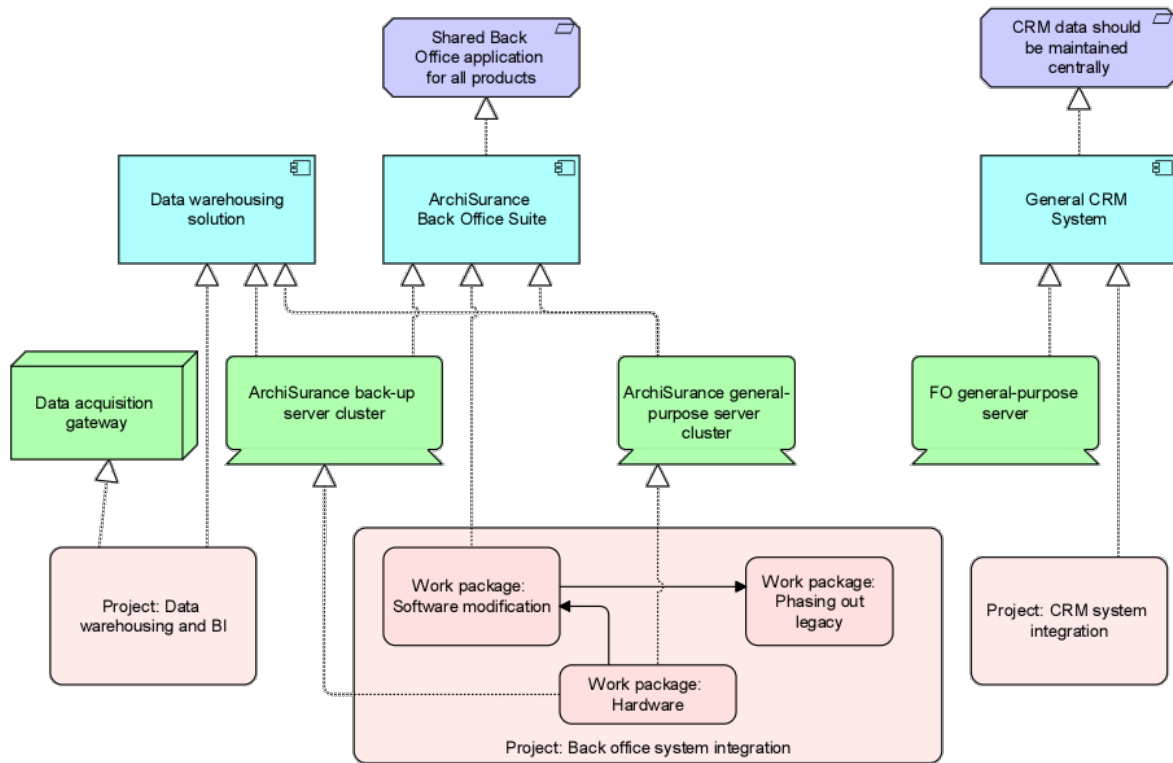 Shared Back
Office application
for all products
CRM data should
be maintained
centrally
Data warehousing
solution
ArchiSurance
Back Office Suite
General CRM
System
Data acquisition
gateway
ArchiSurance back-up
server cluster
ArchiSurance general-
purpose server
cluster
FO general-purpose
server
Project: Data
warehousing and BI
Work package:
Software modification
Work package:
Phasing out
legacy
Work package:
Hardware
Project: Back office system integration
Project: CRM system
integration